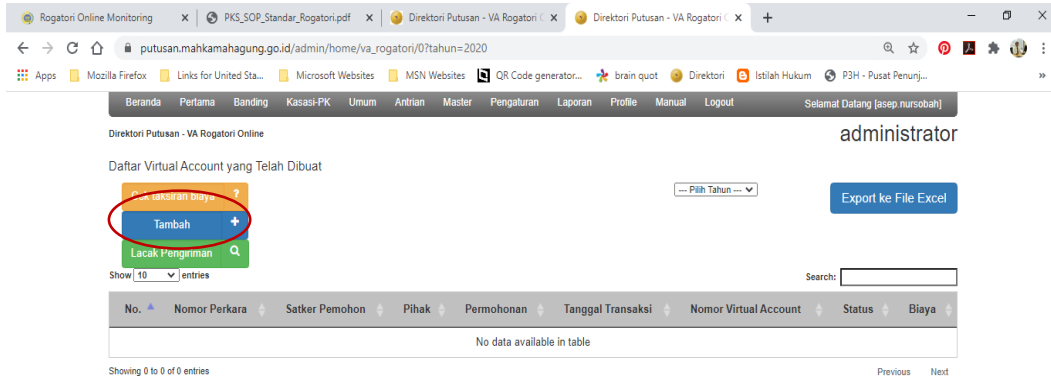 Rogatori Online Monitoring PKS_SOP_Standar_Rogatori.pdf Direktori Putusan - VA Rogatori Direktori Putusan - VA Rogatori
putusan.mahkamahagung.go.id/admin/home/va_rogatori/0?tahun=2020
Apps Mozilla Firefox Links for United Sta... Microsoft Websites MSN Websites QR Code generator... brain quot Direktori Istilah Hukum P3H - Pusat Penunj... »
Beranda Pertama Banding Kasasi-PK Umum Antrian Master Pengaturan Laporan Profile Manual Logout Selamat Datang [asep.nursobah]
Direktori Putusan - VA Rogatori Online administrator
Daftar Virtual Account yang Telah Dibuat
Cek taksiran biaya ? --- Pilih Tahun --- Export ke File Excel
Tambah +
Lacak Pengiriman
Show 10 entries Search:
No. Nomor Perkara Satker Pemohon Pihak Permohonan Tanggal Transaksi Nomor Virtual Account Status Biaya
No data available in table
Showing 0 to 0 of 0 entries Previous Next